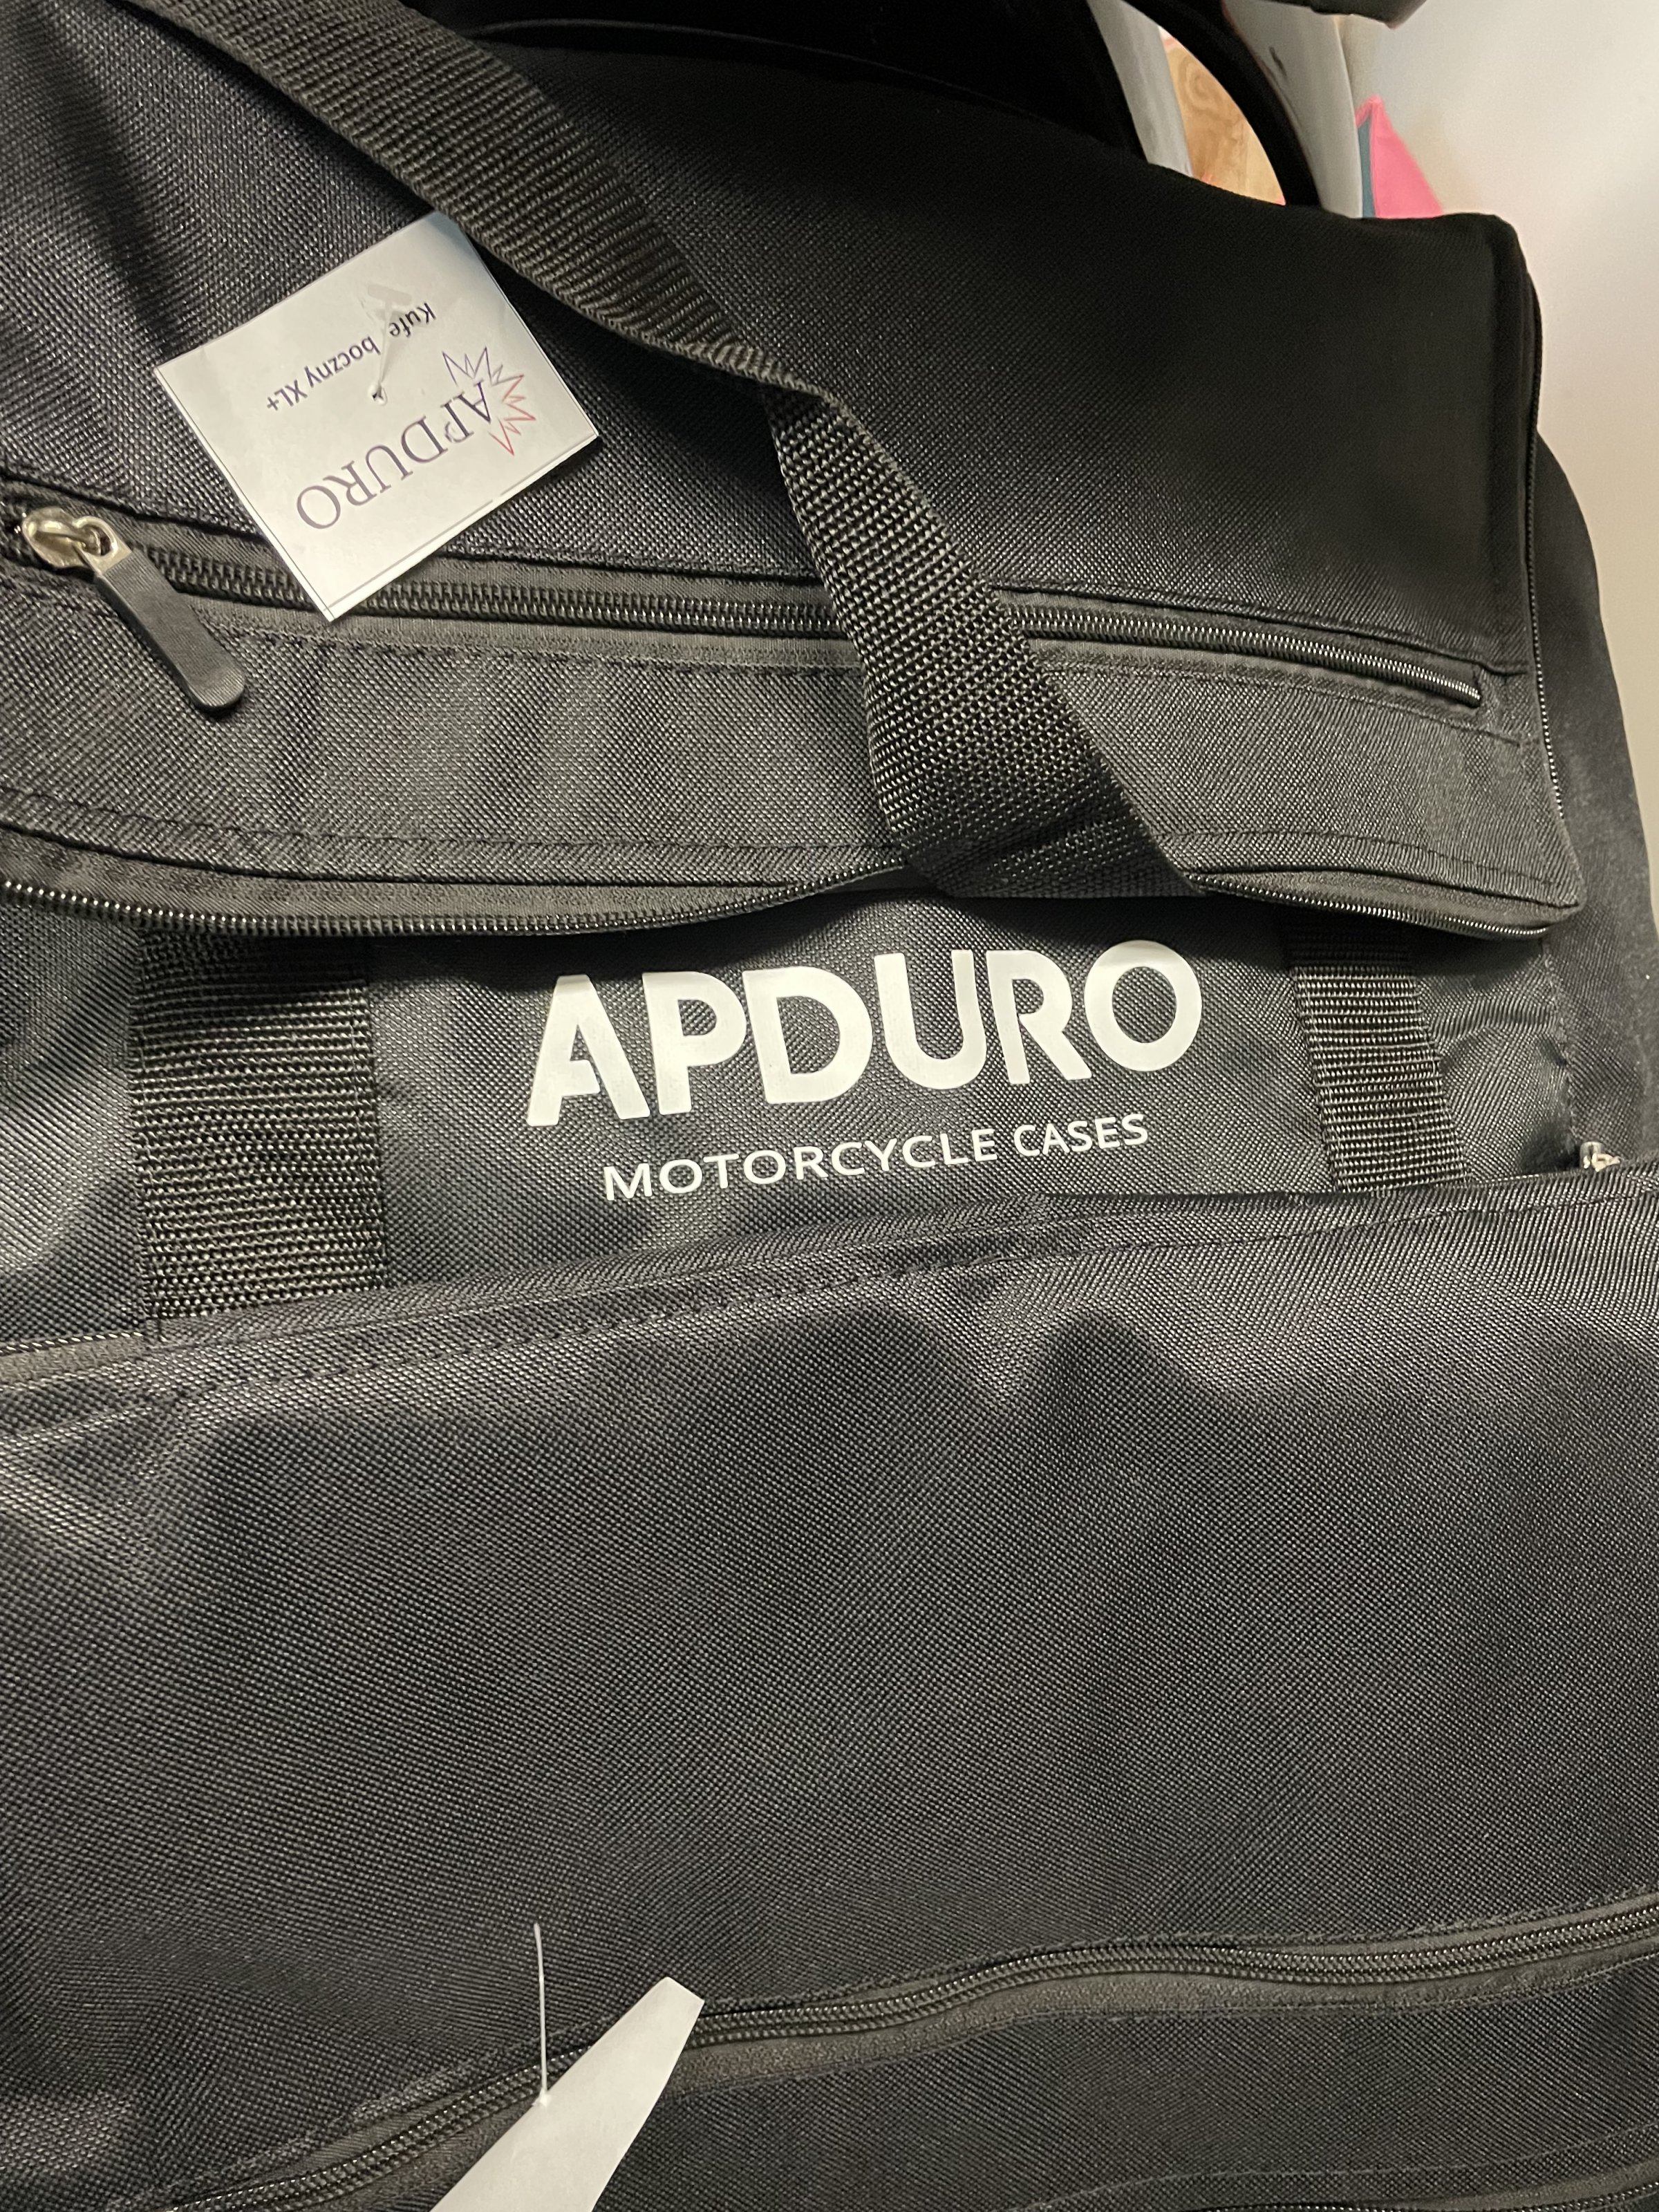 APDURO
Kufer boczny XL+
APDURO
MOTORCYCLE CASES